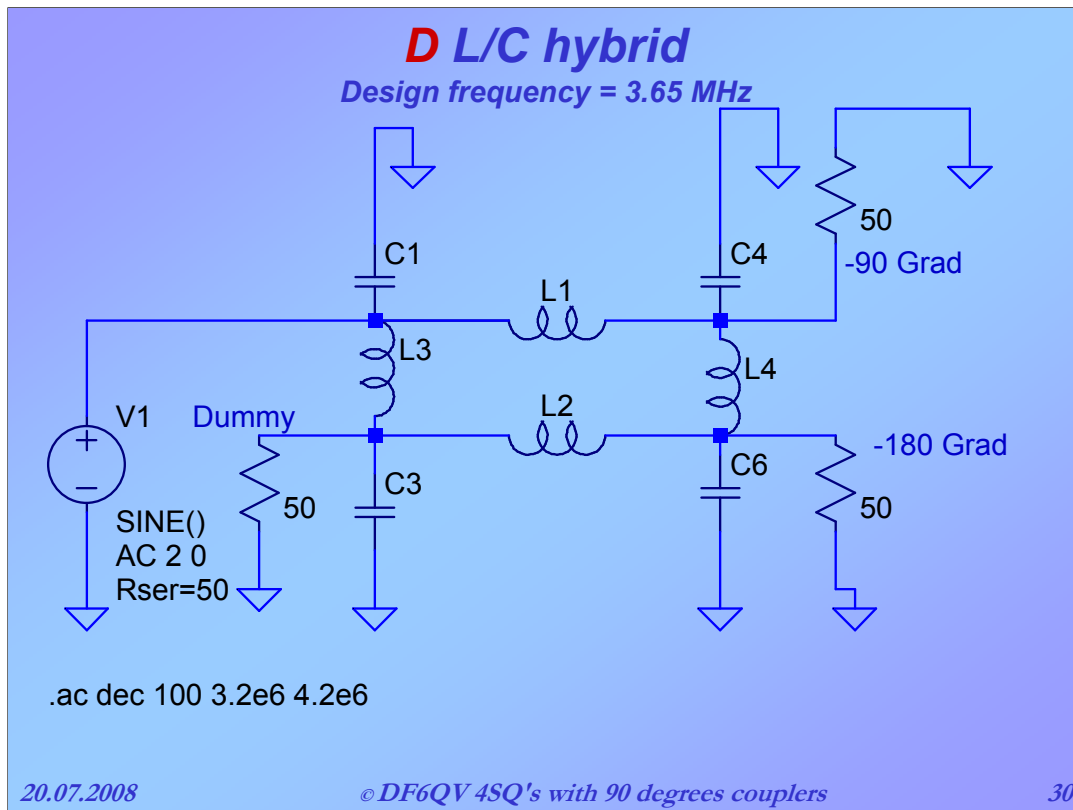 D L/C hybrid
Design frequency = 3.65 MHz
C1
C4
50
-90 Grad
L1
L3
L4
V1
Dummy
L2
-180 Grad
C3
C6
50
50
SINE()
AC 2 0
Rser=50
.ac dec 100 3.2e6 4.2e6
20.07.2008
© DF6QV 4SQ's with 90 degrees couplers
30